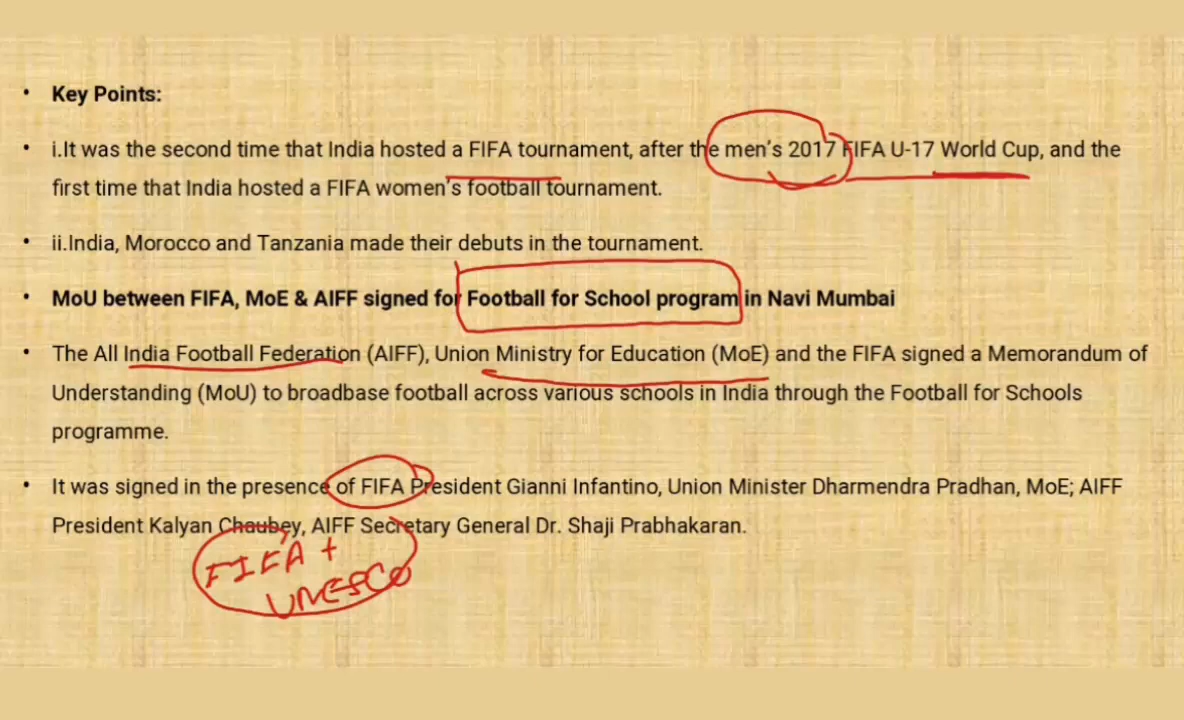 • Key Points:
• i.It was the second time that India hosted a FIFA tournament, after the men's 2017 FIFA U-17 World Cup, and the
first time that India hosted a FIFA women's football tournament.
• ii.India, Morocco and Tanzania made their debuts in the tournament.
• MoU between FIFA, MoE & AIFF signed for Football for School program in Navi Mumbai
• The All India Football Federation (AIFF), Union Ministry for Education (MoE) and the FIFA signed a Memorandum of
Understanding (MoU) to broadbase football across various schools in India through the Football for Schools
programme.
• It was signed in the presence of FIFA President Gianni Infantino, Union Minister Dharmendra Pradhan, MoE; AIFF
President Kalyan Chaubey, AIFF Secretary General Dr. Shaji Prabhakaran.
FIFA +
UNESCO